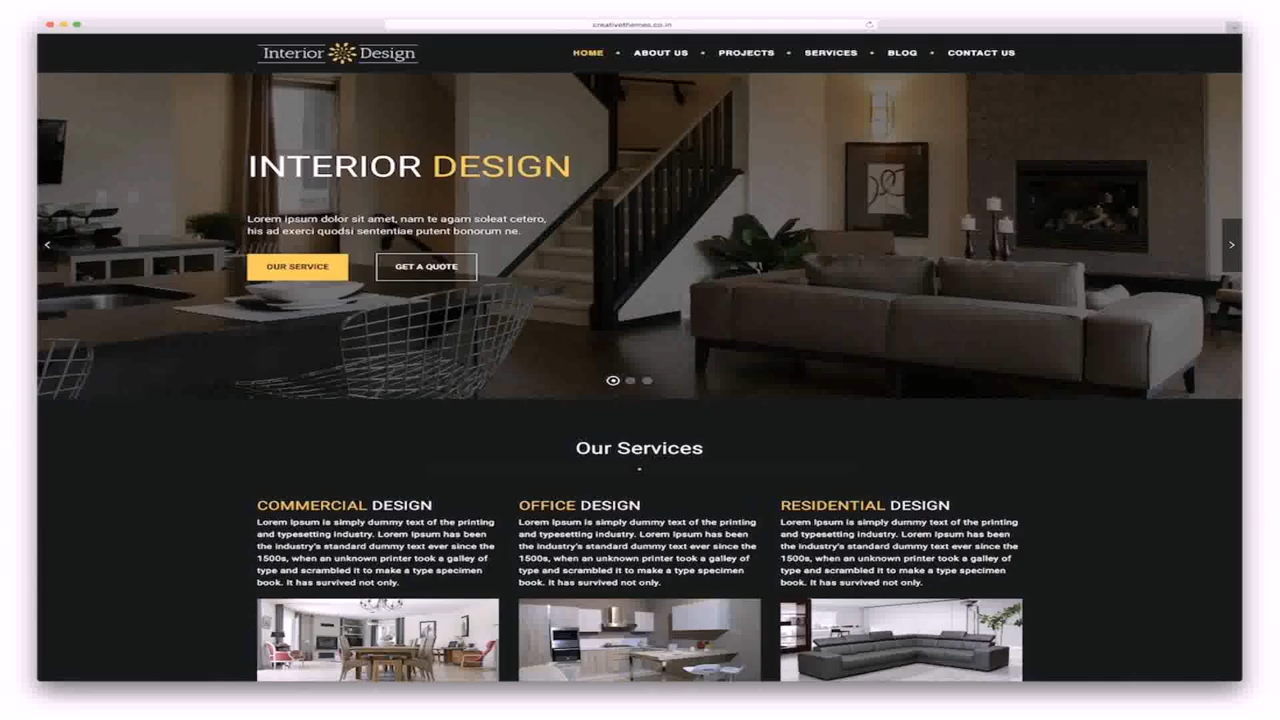 creativethemes.co.in
Interior Design
HOME • ABOUT US • PROJECTS • SERVICES • BLOG • CONTACT US
INTERIOR DESIGN
Lorem ipsum dolor sit amet, nam te agam soleat cetero,
his ad exerci quodsi sententiae putent bonorum ne.
OUR SERVICE
GET A QUOTE
Our Services
COMMERCIAL DESIGN
Lorem Ipsum is simply dummy text of the printing
and typesetting industry. Lorem Ipsum has been
the industry's standard dummy text ever since the
1500s, when an unknown printer took a galley of
type and scrambled it to make a type specimen
book. It has survived not only.
OFFICE DESIGN
Lorem Ipsum is simply dummy text of the printing
and typesetting industry. Lorem Ipsum has been
the industry's standard dummy text ever since the
1500s, when an unknown printer took a galley of
type and scrambled it to make a type specimen
book. It has survived not only.
RESIDENTIAL DESIGN
Lorem Ipsum is simply dummy text of the printing
and typesetting industry. Lorem Ipsum has been
the industry's standard dummy text ever since the
1500s, when an unknown printer took a galley of
type and scrambled it to make a type specimen
book. It has survived not only.